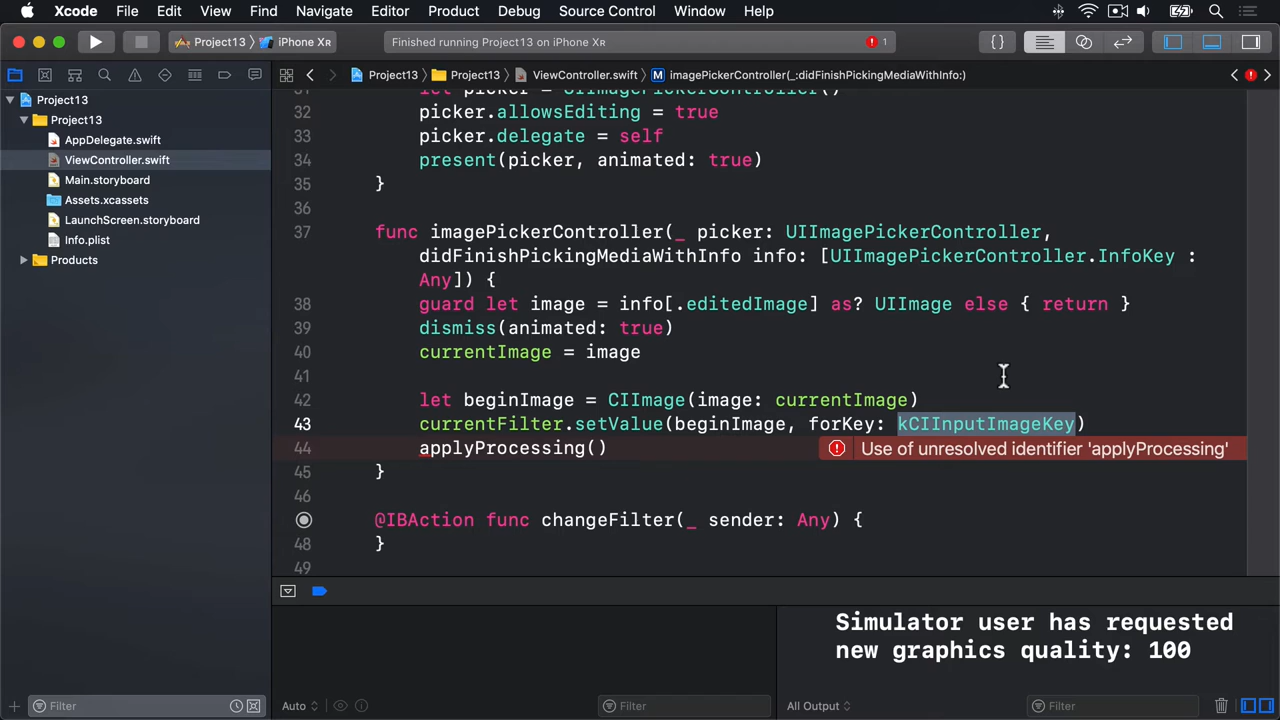 Xcode File Edit View Find Navigate Editor Product Debug Source Control Window Help
Project13 iPhone XR Finished running Project13 on iPhone XR 1
Project13 Project13 ViewController.swift M imagePickerController(_:didFinishPickingMediaWithInfo:)
Project13
Project13
AppDelegate.swift
ViewController.swift
Main.storyboard
Assets.xcassets
LaunchScreen.storyboard
Info.plist
Products
31 let picker = UIImagePickerController()
32 picker.allowsEditing = true
33 picker.delegate = self
34 present(picker, animated: true)
35 }
36
37 func imagePickerController(_ picker: UIImagePickerController,
didFinishPickingMediaWithInfo info: [UIImagePickerController.InfoKey :
Any]) {
38 guard let image = info[.editedImage] as? UIImage else { return }
39 dismiss(animated: true)
40 currentImage = image
41
42 let beginImage = CIImage(image: currentImage)
43 currentFilter.setValue(beginImage, forKey: kCIInputImageKey)
44 applyProcessing() Use of unresolved identifier 'applyProcessing'
45 }
46
47 @IBAction func changeFilter(_ sender: Any) {
48 }
49
Simulator user has requested
new graphics quality: 100
Filter Auto Filter All Output Filter